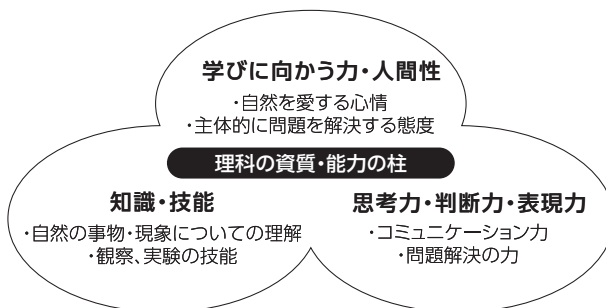 学びに向かう力・人間性
・自然を愛する心情
・主体的に問題を解決する態度
理科の資質・能力の柱
知識・技能
・自然の事物・現象についての理解
・観察、実験の技能
思考力・判断力・表現力
・コミュニケーション力
・問題解決の力